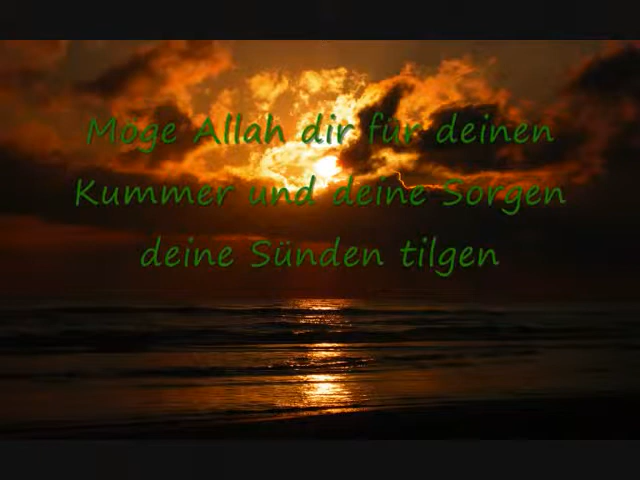 Möge Allah dir für deinen
Kummer und deine Sorgen
deine Sünden tilgen